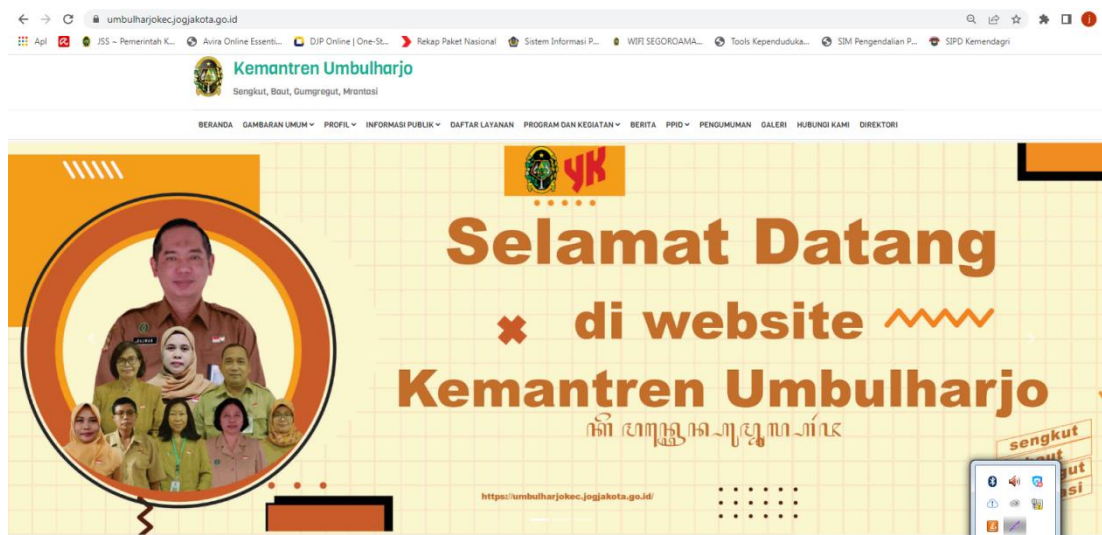 umbulharjokec.jogjakota.go.id
Apl JSS – Pemerintah K... Avira Online Essenti... DJP Online | One-St... Rekap Paket Nasional Sistem Informasi P... WIFI SEGOROAMA... Tools Kependuduka... SIM Pengendalian P... SIPD Kemendagri
Kemantren Umbulharjo
Sengkut, Baut, Gumgregut, Mrantasi
BERANDA GAMBARAN UMUM PROFIL INFORMASI PUBLIK DAFTAR LAYANAN PROGRAM DAN KEGIATAN BERITA PPID PENGUMUMAN GALERI HUBUNGI KAMI DIREKTORI
YK
Selamat Datang
di website
Kemantren Umbulharjo
sengkut
https://umbulharjokec.jogjakota.go.id/